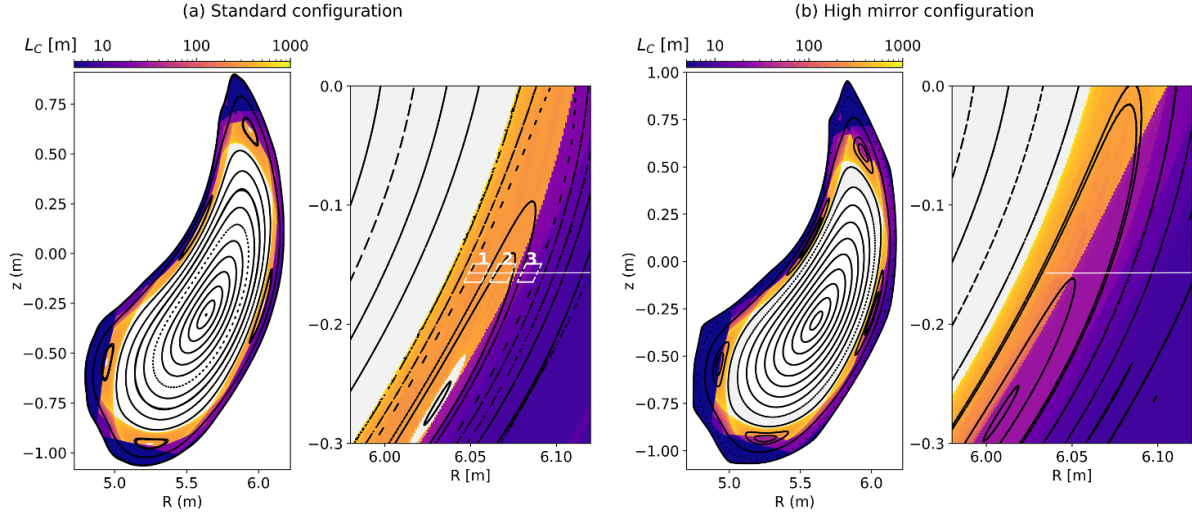 (a) Standard configuration
L_C [m] 10 100 1000
0.75
0.50
0.25
0.00
−0.25
−0.50
−0.75
−1.00
z (m)
5.0 5.5 6.0
R (m)
0.0
−0.1
−0.2
−0.3
1 2 3
6.00 6.05 6.10
R [m]
(b) High mirror configuration
L_C [m] 10 100 1000
1.00
0.75
0.50
0.25
0.00
−0.25
−0.50
−0.75
−1.00
z (m)
5.0 5.5 6.0
R (m)
0.0
−0.1
−0.2
−0.3
6.00 6.05 6.10
R [m]